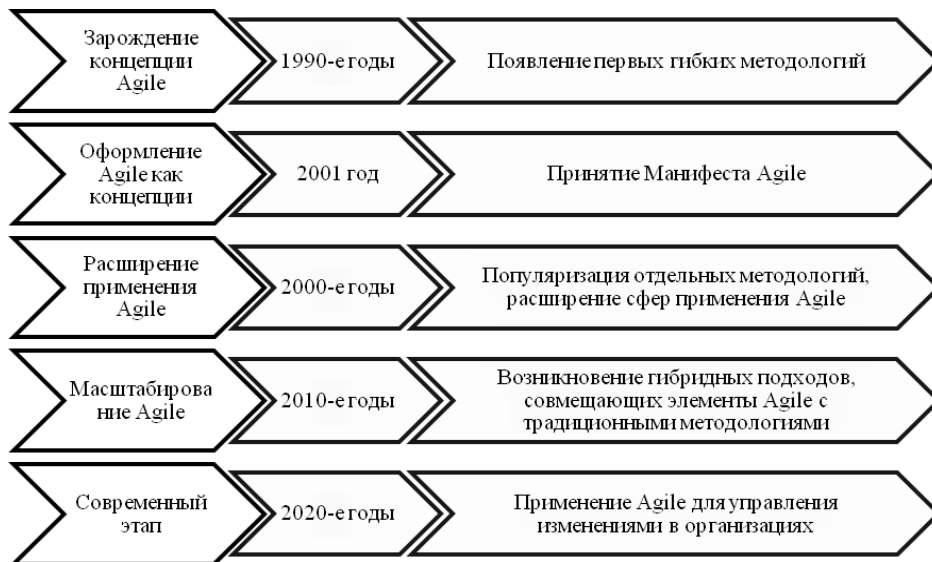 Зарождение
концепции
Agile
1990-е годы
Появление первых гибких методологий
Оформление
Agile как
концепции
2001 год
Принятие Манифеста Agile
Расширение
применения
Agile
2000-е годы
Популяризация отдельных методологий,
расширение сфер применения Agile
Масштабирова
ние Agile
2010-е годы
Возникновение гибридных подходов,
совмещающих элементы Agile с
традиционными методологиями
Современный
этап
2020-е годы
Применение Agile для управления
изменениями в организациях